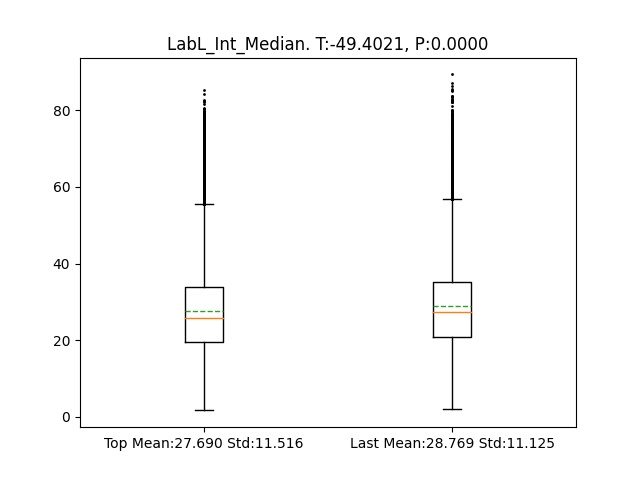 LabL_Int_Median. T:-49.4021, P:0.0000
80
60
40
20
0
Top Mean:27.690 Std:11.516
Last Mean:28.769 Std:11.125